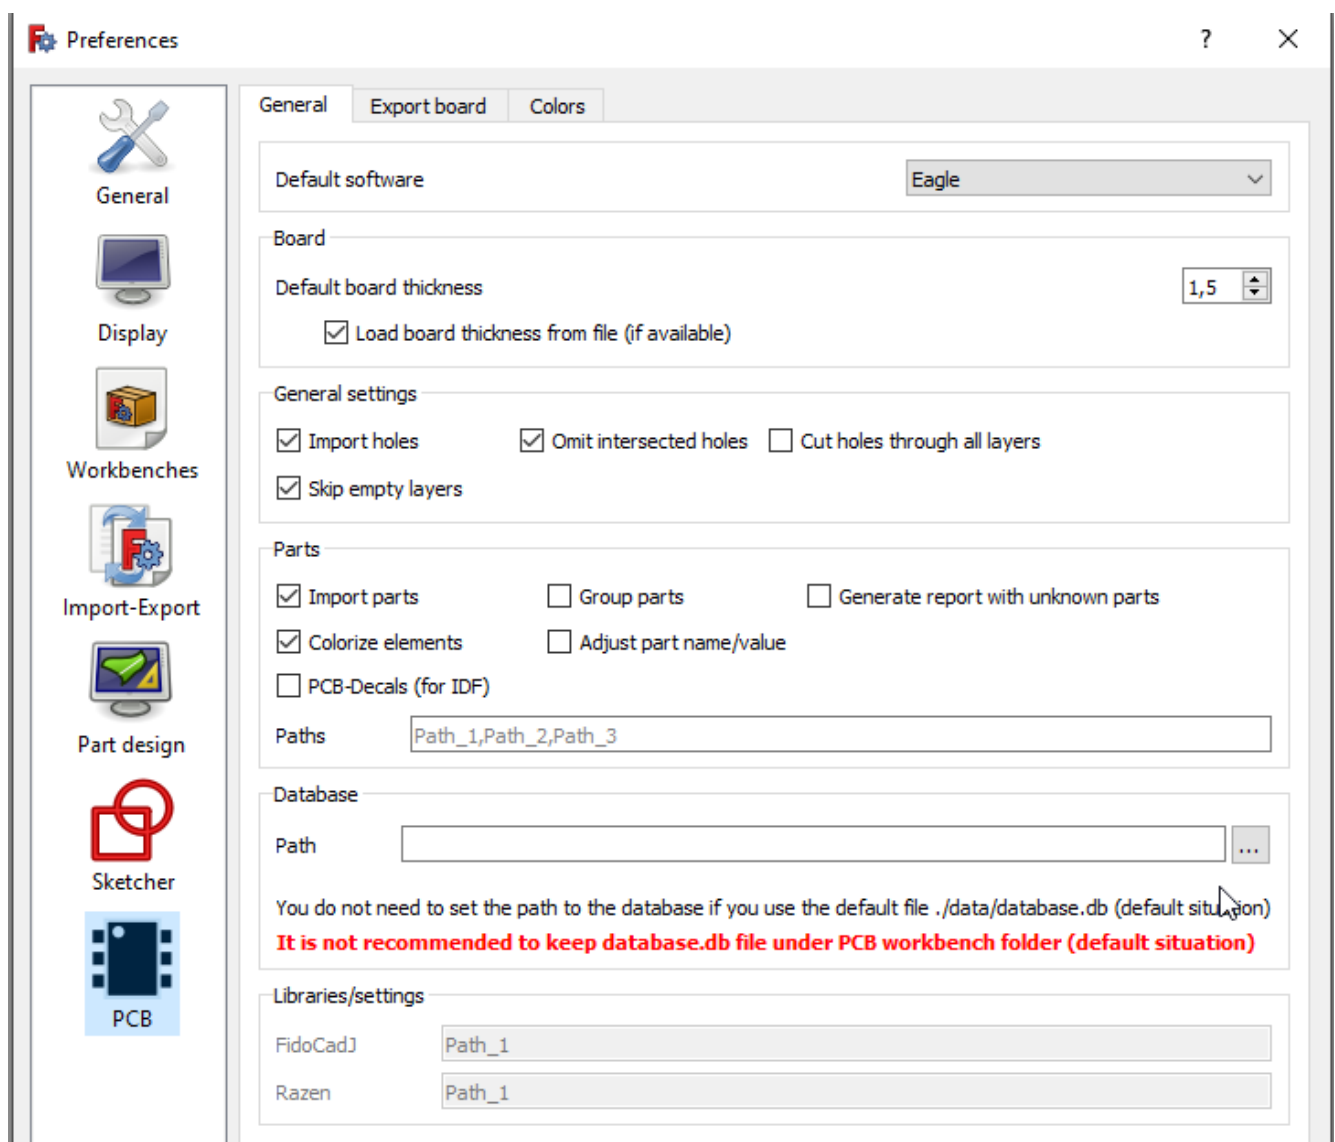 Preferences
?
General
Display
Workbenches
Import-Export
Part design
Sketcher
PCB
General Export board Colors
Default software Eagle
Board
Default board thickness 1,5
Load board thickness from file (if available)
General settings
Import holes Omit intersected holes Cut holes through all layers
Skip empty layers
Parts
Import parts Group parts Generate report with unknown parts
Colorize elements Adjust part name/value
PCB-Decals (for IDF)
Paths Path_1,Path_2,Path_3
Database
Path ...
You do not need to set the path to the database if you use the default file ./data/database.db (default situation)
It is not recommended to keep database.db file under PCB workbench folder (default situation)
Libraries/settings
FidoCadJ Path_1
Razen Path_1